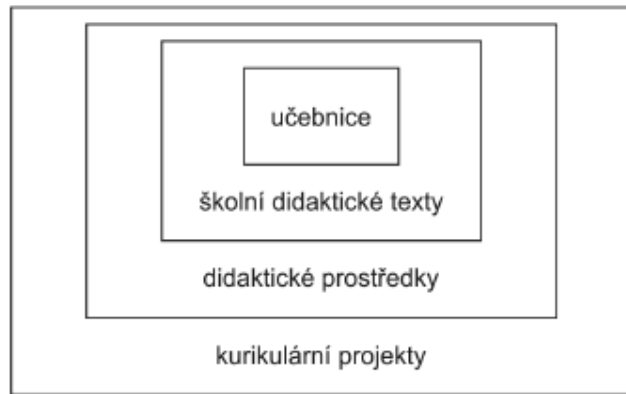 učebnice
školní didaktické texty
didaktické prostředky
kurikulární projekty